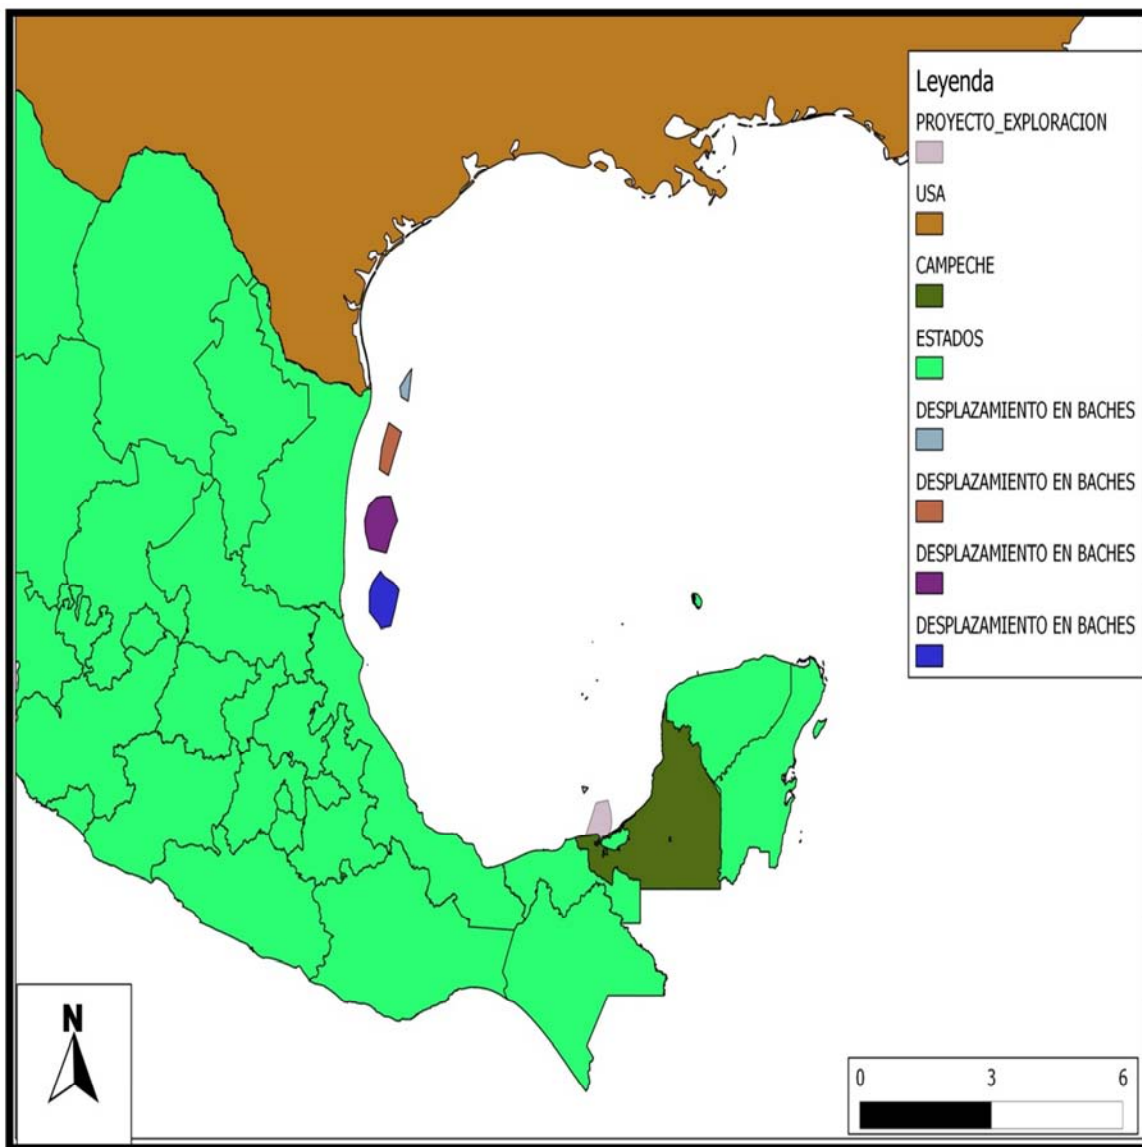 Leyenda
PROYECTO_EXPLORACION
USA
CAMPECHE
ESTADOS
DESPLAZAMIENTO EN BACHES
DESPLAZAMIENTO EN BACHES
DESPLAZAMIENTO EN BACHES
DESPLAZAMIENTO EN BACHES
N
0 3 6